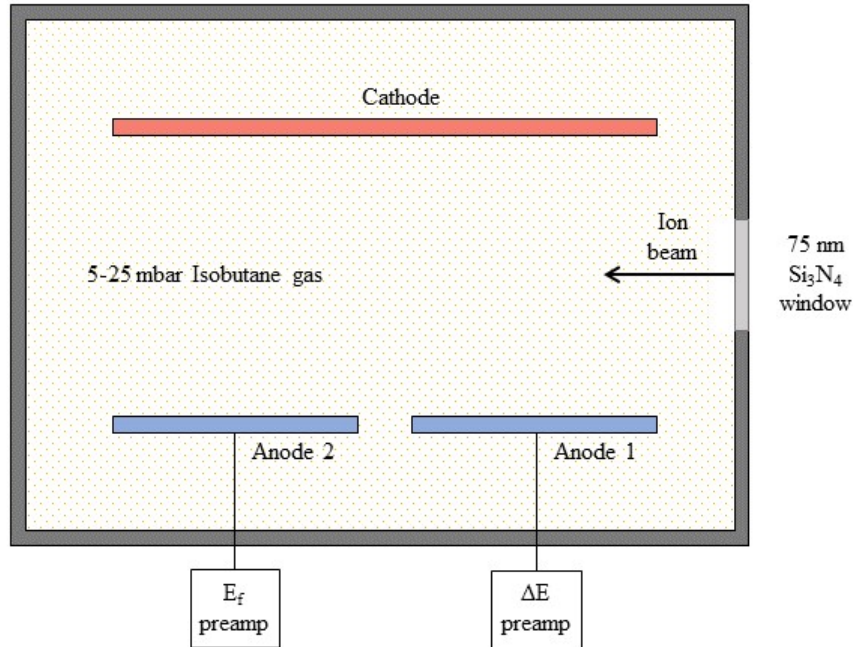 Cathode
Ion
beam
75 nm
Si₃N₄
window
5-25 mbar Isobutane gas
Anode 2
Anode 1
E_f
preamp
ΔE
preamp